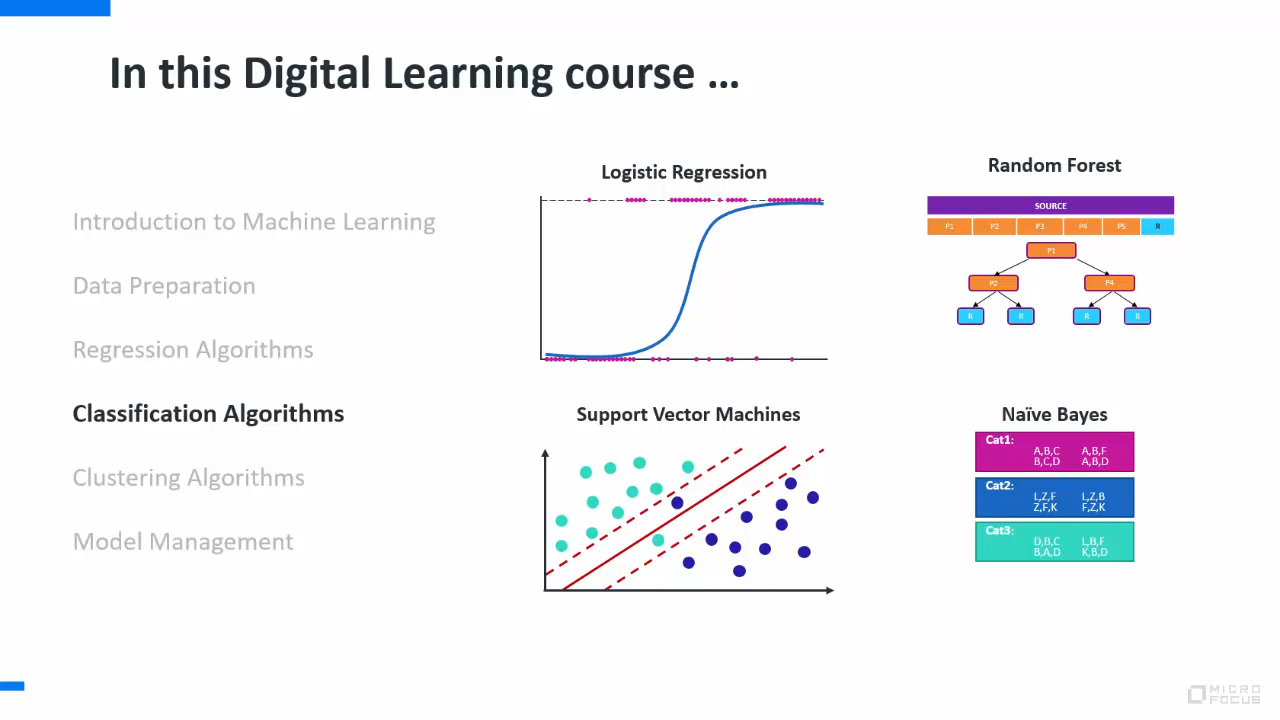 In this Digital Learning course …
Introduction to Machine Learning
Data Preparation
Regression Algorithms
Classification Algorithms
Clustering Algorithms
Model Management
Logistic Regression
Random Forest
SOURCE
P1 P2 P3 P4 P5 R
P1
P2 P4
R R R R
Support Vector Machines
Naïve Bayes
Cat1:
A,B,C A,B,F
B,C,D A,B,D
Cat2:
L,Z,F L,Z,B
Z,F,K F,Z,K
Cat3:
D,B,C L,B,F
B,A,D K,B,D
MICRO
FOCUS